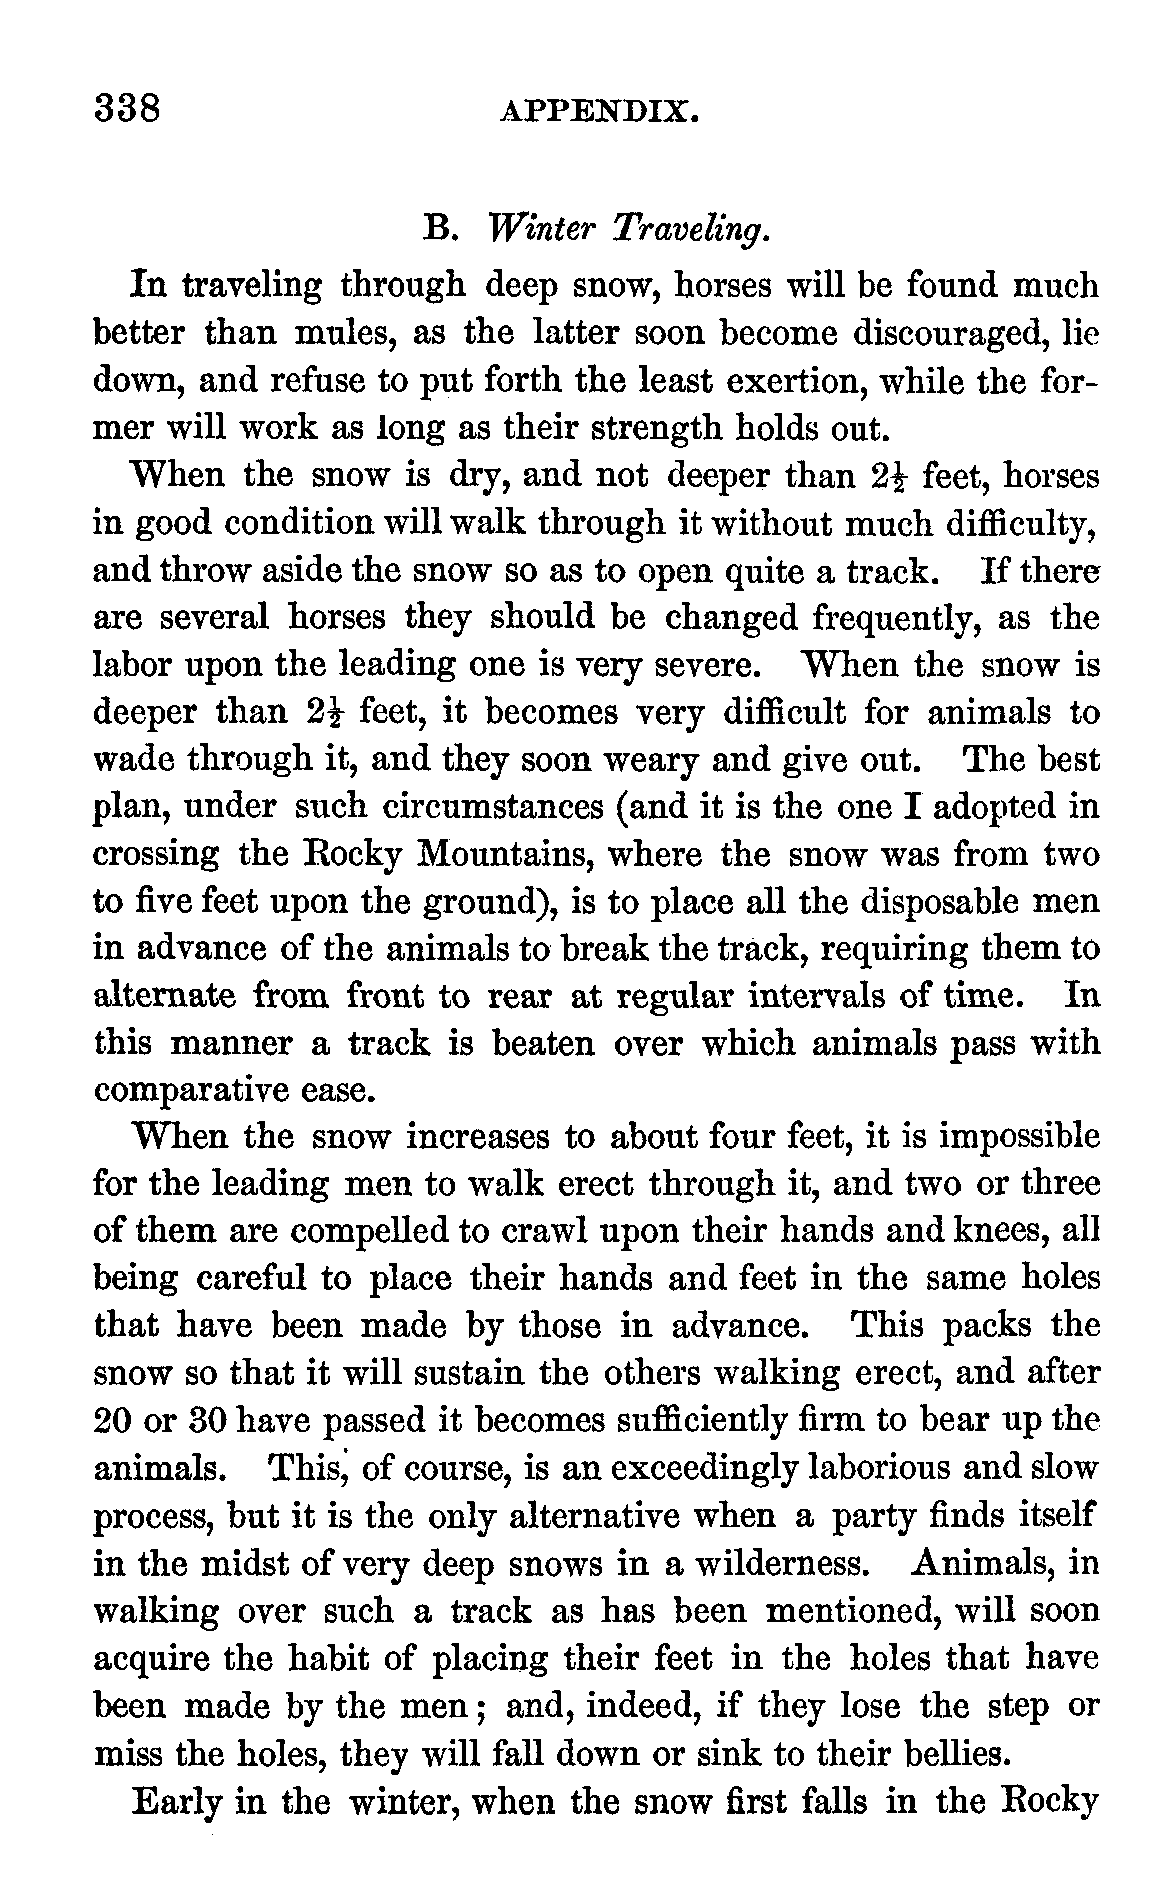 338 APPENDIX.
B. Winter Traveling.
In traveling through deep snow, horses will be found much
better than mules, as the latter soon become discouraged, lie
down, and refuse to put forth the least exertion, while the for-
mer will work as long as their strength holds out.
When the snow is dry, and not deeper than 2½ feet, horses
in good condition will walk through it without much difficulty,
and throw aside the snow so as to open quite a track. If there
are several horses they should be changed frequently, as the
labor upon the leading one is very severe. When the snow is
deeper than 2½ feet, it becomes very difficult for animals to
wade through it, and they soon weary and give out. The best
plan, under such circumstances (and it is the one I adopted in
crossing the Rocky Mountains, where the snow was from two
to five feet upon the ground), is to place all the disposable men
in advance of the animals to break the track, requiring them to
alternate from front to rear at regular intervals of time. In
this manner a track is beaten over which animals pass with
comparative ease.
When the snow increases to about four feet, it is impossible
for the leading men to walk erect through it, and two or three
of them are compelled to crawl upon their hands and knees, all
being careful to place their hands and feet in the same holes
that have been made by those in advance. This packs the
snow so that it will sustain the others walking erect, and after
20 or 30 have passed it becomes sufficiently firm to bear up the
animals. This, of course, is an exceedingly laborious and slow
process, but it is the only alternative when a party finds itself
in the midst of very deep snows in a wilderness. Animals, in
walking over such a track as has been mentioned, will soon
acquire the habit of placing their feet in the holes that have
been made by the men; and, indeed, if they lose the step or
miss the holes, they will fall down or sink to their bellies.
Early in the winter, when the snow first falls in the Rocky